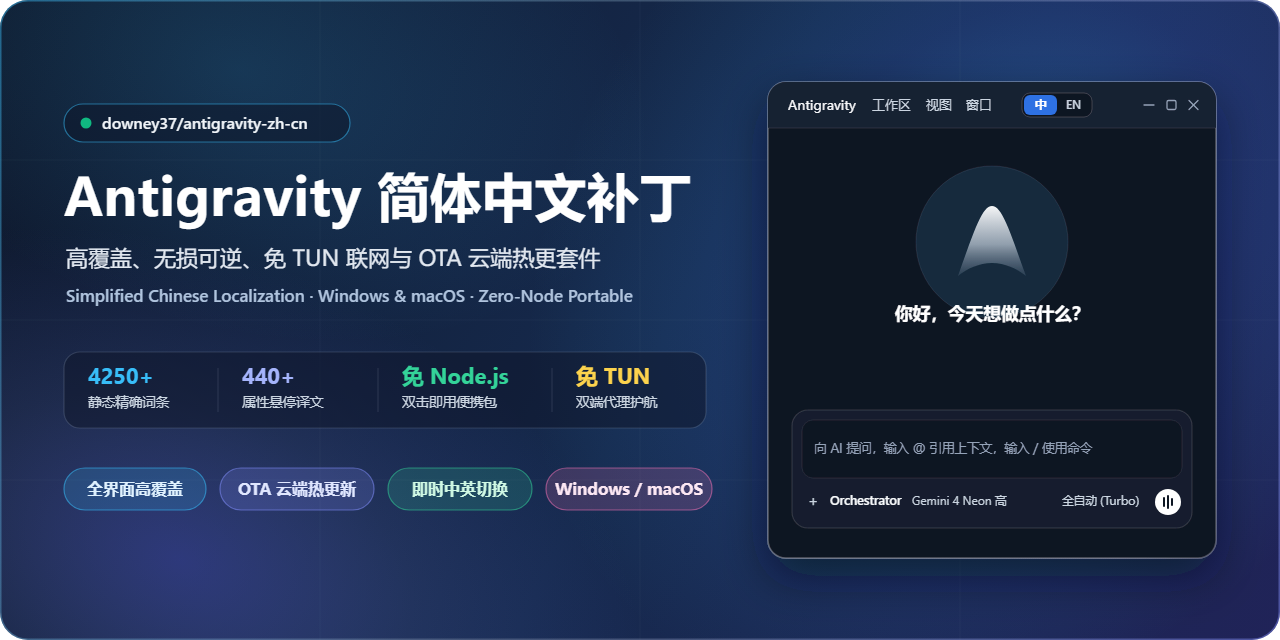 downey37/antigravity-zh-cn
Antigravity 简体中文补丁
高覆盖、无损可逆、免 TUN 联网与 OTA 云端热更套件
Simplified Chinese Localization · Windows & macOS · Zero-Node Portable
4250+
静态精确词条
440+
属性悬停译文
免 Node.js
双击即用便携包
免 TUN
双端代理护航
全界面高覆盖
OTA 云端热更新
即时中英切换
Windows / macOS
Antigravity 工作区 视图 窗口 中 EN
你好，今天想做点什么？
向 AI 提问，输入 @ 引用上下文，输入 / 使用命令
+ Orchestrator Gemini 4 Neon 高 全自动 (Turbo)